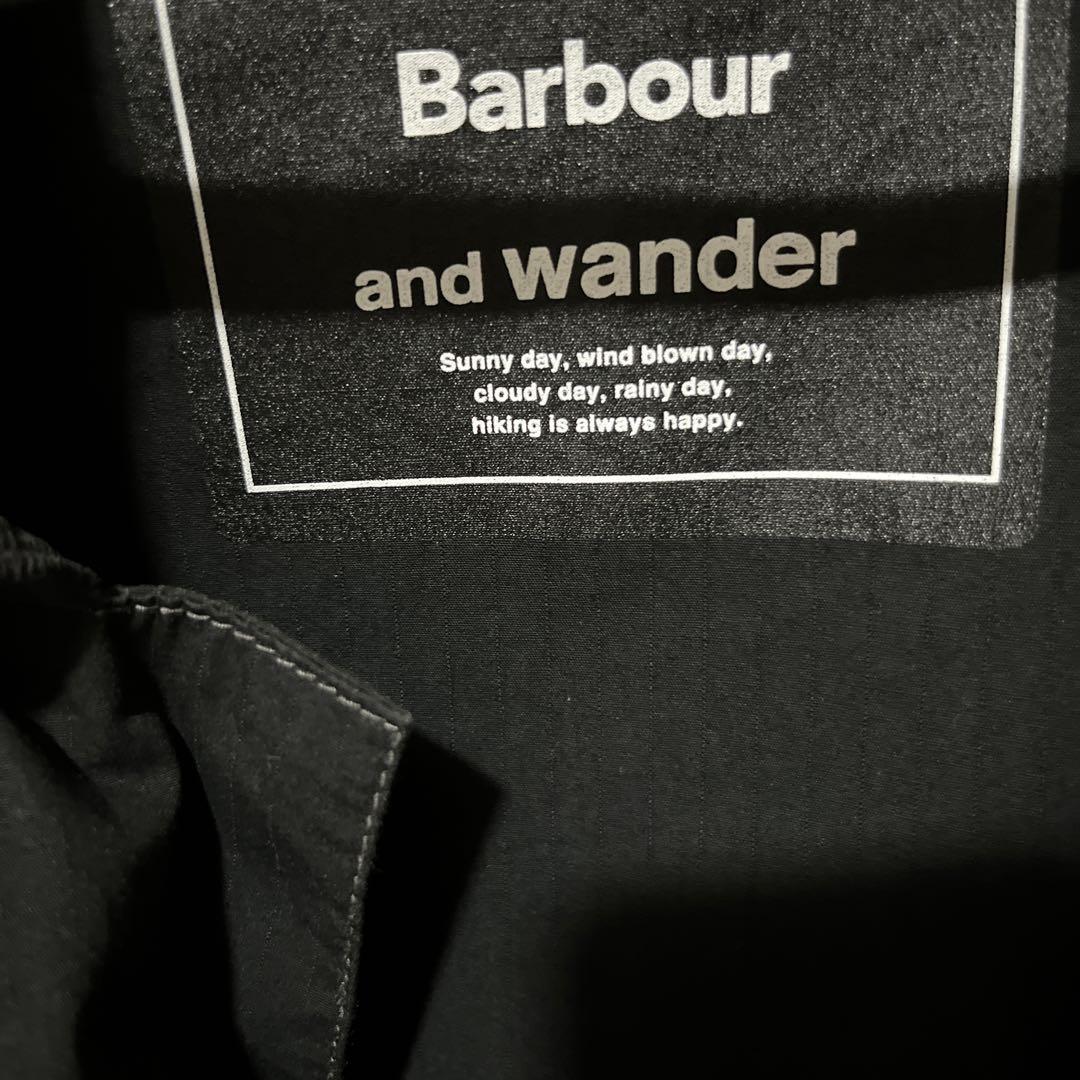 Barbour
and wander
Sunny day, wind blown day,
cloudy day, rainy day,
hiking is always happy.